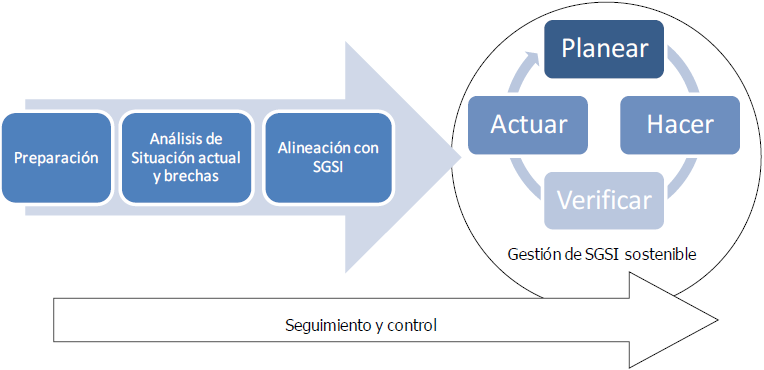 Preparación
Análisis de
Situación actual
y brechas
Alineación con
SGSI
Planear
Hacer
Verificar
Actuar
Gestión de SGSI sostenible
Seguimiento y control